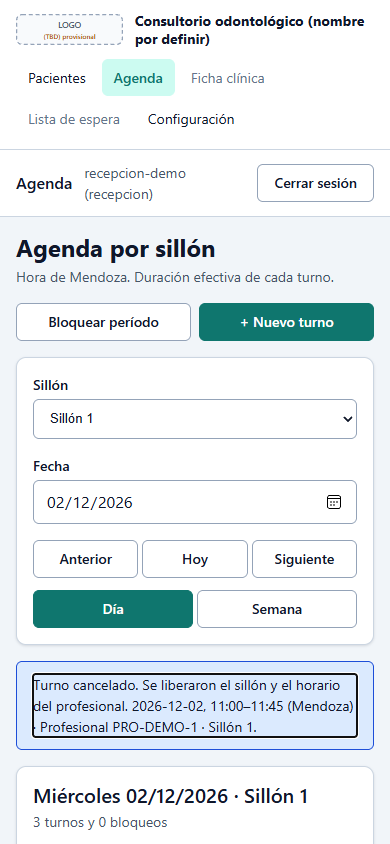 LOGO
(TBD) provisional
Consultorio odontológico (nombre
por definir)
Pacientes
Agenda
Ficha clínica
Lista de espera
Configuración
Agenda
recepcion-demo
(recepcion)
Cerrar sesión
Agenda por sillón
Hora de Mendoza. Duración efectiva de cada turno.
Bloquear período
+ Nuevo turno
Sillón
Sillón 1
Fecha
02/12/2026
Anterior
Hoy
Siguiente
Día
Semana
Turno cancelado. Se liberaron el sillón y el horario
del profesional. 2026-12-02, 11:00–11:45 (Mendoza)
· Profesional PRO-DEMO-1 · Sillón 1.
Miércoles 02/12/2026 · Sillón 1
3 turnos y 0 bloqueos